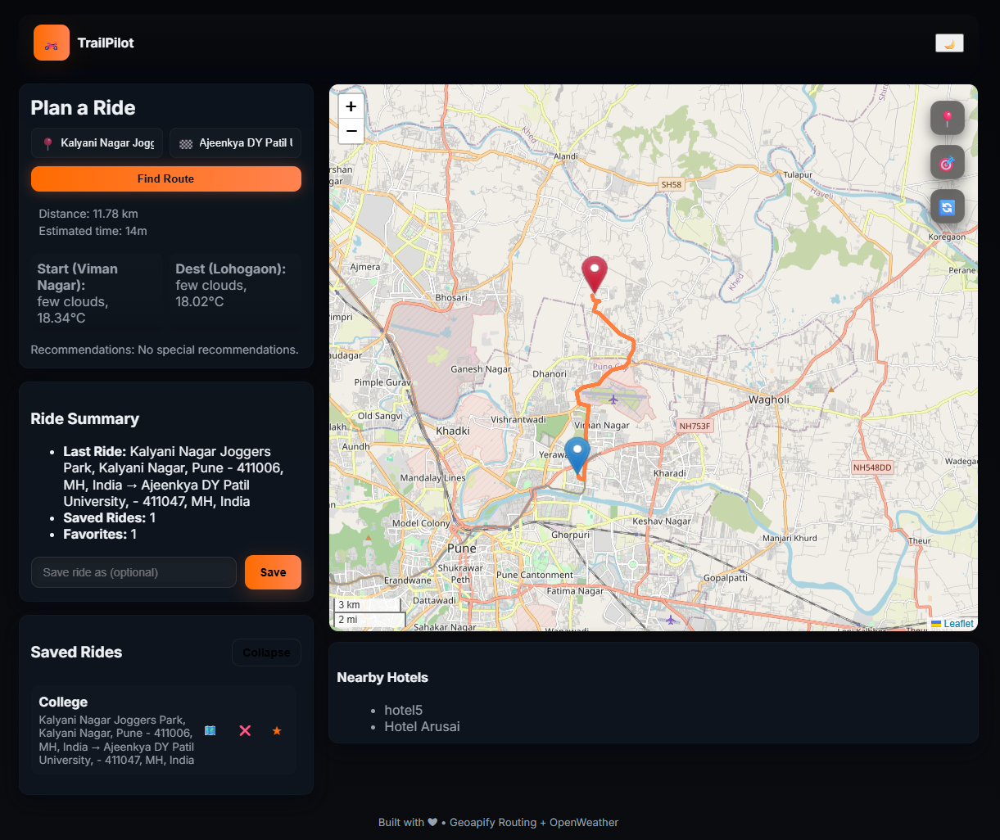 TrailPilot
Plan a Ride
Kalyani Nagar Jogg
Ajeenkya DY Patil U
Find Route
Distance: 11.78 km
Estimated time: 14m
Start (Viman
Nagar):
few clouds,
18.34°C
Dest (Lohogaon):
few clouds,
18.02°C
Recommendations: No special recommendations.
Ride Summary
• Last Ride: Kalyani Nagar Joggers
Park, Kalyani Nagar, Pune - 411006,
MH, India → Ajeenkya DY Patil
University, - 411047, MH, India
• Saved Rides: 1
• Favorites: 1
Save ride as (optional)
Save
Saved Rides
Collapse
College
Kalyani Nagar Joggers Park,
Kalyani Nagar, Pune - 411006,
MH, India → Ajeenkya DY Patil
University, - 411047, MH, India
+
−
Khed
Alandi
SH58
Tulapur
Haveli
Koregaon
Perane
Khed
Ajmera
Bhosari
Ganesh Nagar
Dhanori
Pimple Gurav
Old Sangvi
Vishrantwadi
Viman Nagar
Wagholi
NH753F
Khadki
Aundh
Mandalay Lines
Kharadi
NH548DD
Model Colony
Ghorpuri
Keshav Nagar
Manjari Khurd
Theur
Pune
Shukrawar
Peth
Pune Cantonment
Gopalpatti
Erandwane
Fatima Nagar
Dattawadi
Sahakar Nagar
3 km
2 mi
Leaflet
Nearby Hotels
• hotel5
• Hotel Arusai
Built with ♥ • Geoapify Routing + OpenWeather